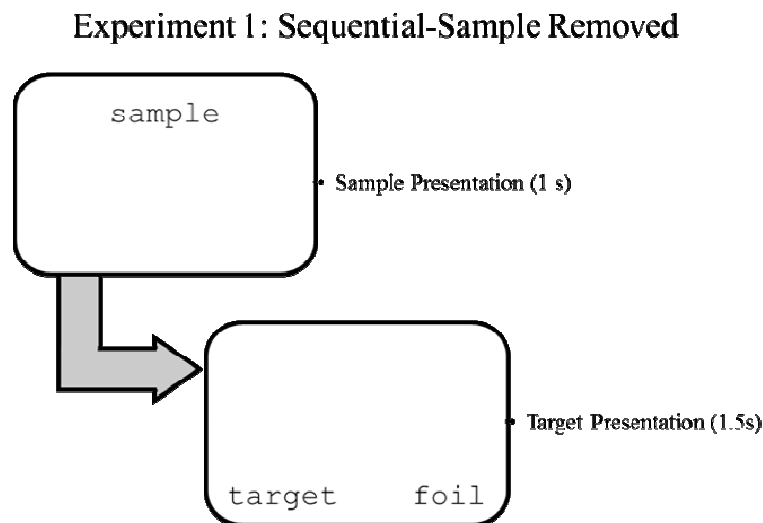 Experiment 1: Sequential-Sample Removed
sample
Sample Presentation (1 s)
Target Presentation (1.5s)
target foil